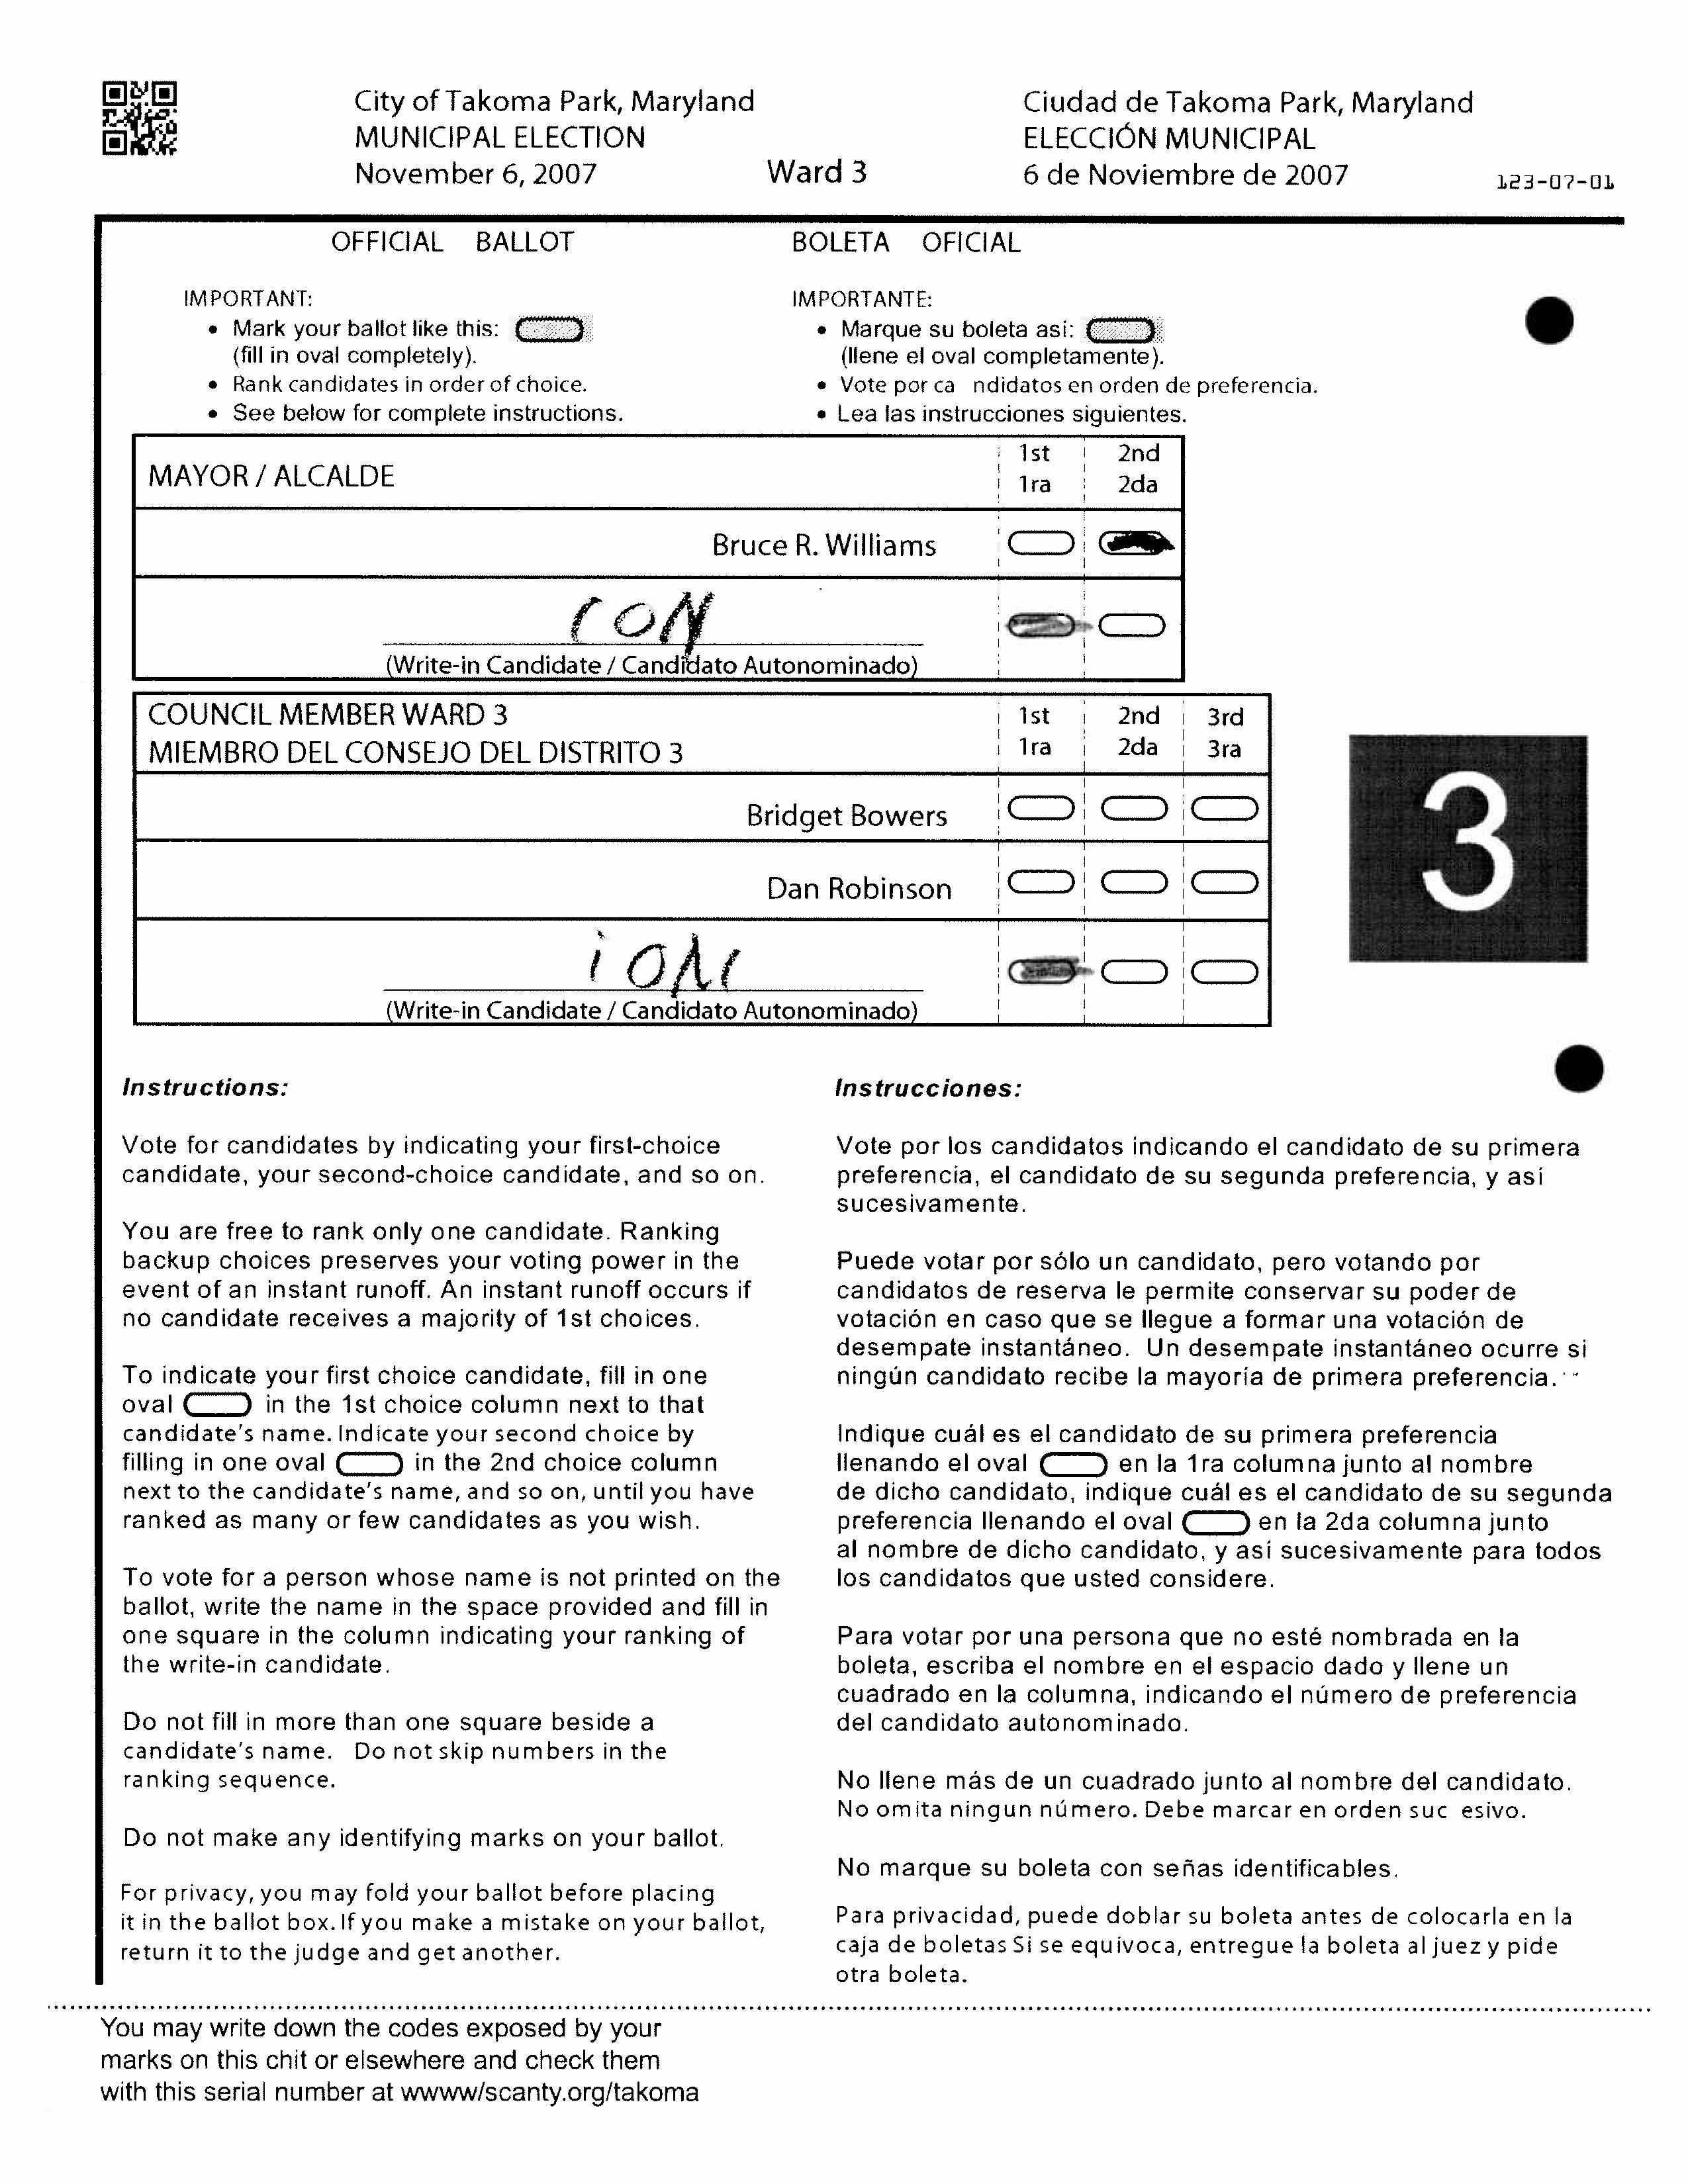 City of Takoma Park, Maryland
MUNICIPAL ELECTION
November 6, 2007
Ward 3
Ciudad de Takoma Park, Maryland
ELECCIÓN MUNICIPAL
6 de Noviembre de 2007
123-07-01
OFFICIAL BALLOT
IMPORTANT:
• Mark your ballot like this:
(fill in oval completely).
• Rank candidates in order of choice.
• See below for complete instructions.
BOLETA OFICIAL
IMPORTANTE:
• Marque su boleta asi:
(llene el oval completamente).
• Vote por ca ndidatos en orden de preferencia.
• Lea las instrucciones siguientes.
MAYOR / ALCALDE
1st 2nd
1ra 2da
Bruce R. Williams
(Write-in Candidate / Candidato Autonominado)
COUNCIL MEMBER WARD 3
MIEMBRO DEL CONSEJO DEL DISTRITO 3
1st 2nd 3rd
1ra 2da 3ra
Bridget Bowers
Dan Robinson
(Write-in Candidate / Candidato Autonominado)
3
Instructions:
Vote for candidates by indicating your first-choice
candidate, your second-choice candidate, and so on.
You are free to rank only one candidate. Ranking
backup choices preserves your voting power in the
event of an instant runoff. An instant runoff occurs if
no candidate receives a majority of 1st choices.
To indicate your first choice candidate, fill in one
oval in the 1st choice column next to that
candidate's name. Indicate your second choice by
filling in one oval in the 2nd choice column
next to the candidate's name, and so on, until you have
ranked as many or few candidates as you wish.
To vote for a person whose name is not printed on the
ballot, write the name in the space provided and fill in
one square in the column indicating your ranking of
the write-in candidate.
Do not fill in more than one square beside a
candidate's name. Do not skip numbers in the
ranking sequence.
Do not make any identifying marks on your ballot.
For privacy, you may fold your ballot before placing
it in the ballot box. If you make a mistake on your ballot,
return it to the judge and get another.
Instrucciones:
Vote por los candidatos indicando el candidato de su primera
preferencia, el candidato de su segunda preferencia, y así
sucesivamente.
Puede votar por sólo un candidato, pero votando por
candidatos de reserva le permite conservar su poder de
votación en caso que se llegue a formar una votación de
desempate instantáneo. Un desempate instantáneo ocurre si
ningún candidato recibe la mayoría de primera preferencia.
Indique cuál es el candidato de su primera preferencia
llenando el oval en la 1ra columna junto al nombre
de dicho candidato, indique cuál es el candidato de su segunda
preferencia llenando el oval en la 2da columna junto
al nombre de dicho candidato, y así sucesivamente para todos
los candidatos que usted considere.
Para votar por una persona que no esté nombrada en la
boleta, escriba el nombre en el espacio dado y llene un
cuadrado en la columna, indicando el número de preferencia
del candidato autonominado.
No llene más de un cuadrado junto al nombre del candidato.
No omita ningun número. Debe marcar en orden suc esivo.
No marque su boleta con señas identificables.
Para privacidad, puede doblar su boleta antes de colocarla en la
caja de boletas Si se equivoca, entregue la boleta al juez y pide
otra boleta.
You may write down the codes exposed by your
marks on this chit or elsewhere and check them
with this serial number at wwww/scanty.org/takoma